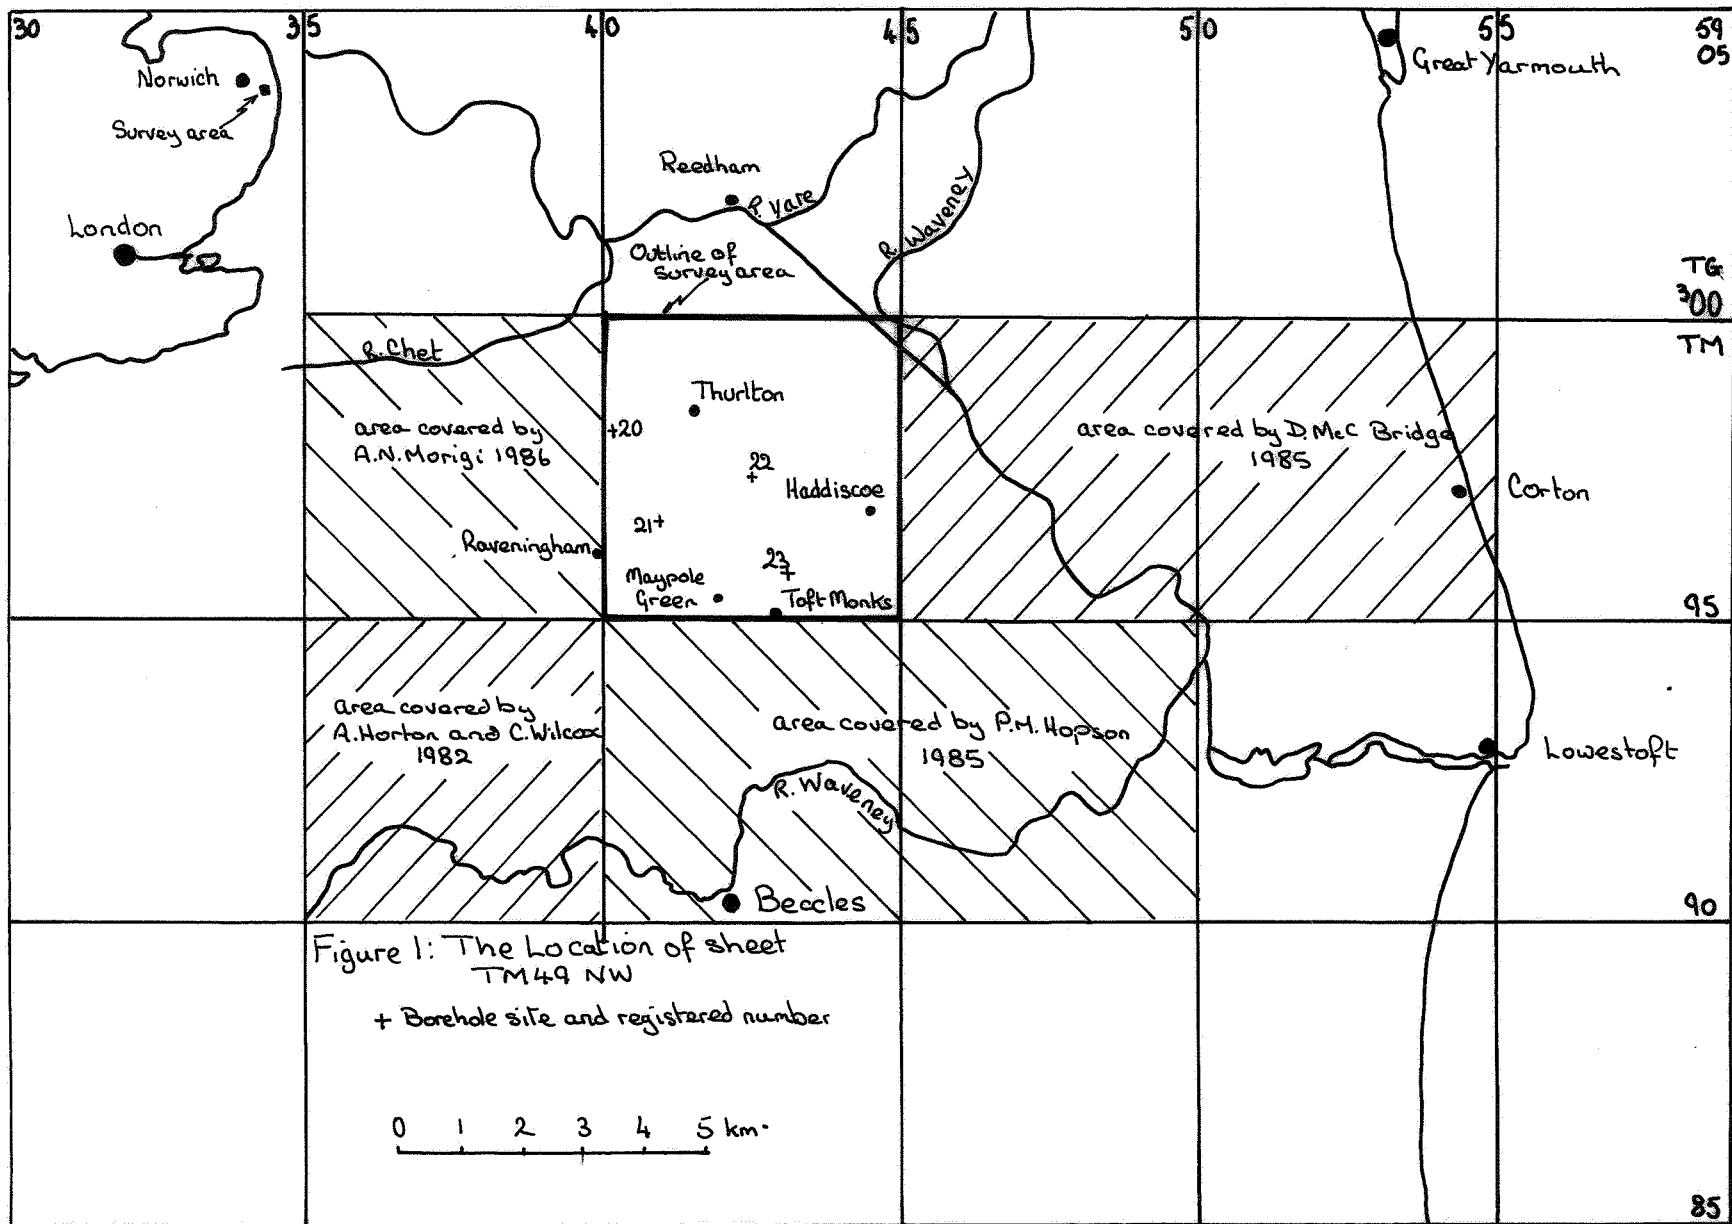 30
35
40
45
50
55
59
05
Norwich
Survey area
London
Reedham
R. Yare
R. Waveney
Great Yarmouth
Outline of
Survey area
TG
300
TM
R. Chet
Thurlton
area covered by
A.N.Morigi 1986
+20
22
+
Haddiscoe
area covered by D. McC Bridge
1985
Corton
21+
Raveningham
23
+
Maypole
Green
Toft Monks
95
area covered by
A.Horton and C.Wilcox
1982
area covered by P.M.Hopson
1985
Lowestoft
R. Waveney
Beccles
90
Figure 1: The Location of sheet
TM49 NW
+ Borehole site and registered number
0 1 2 3 4 5 km.
85